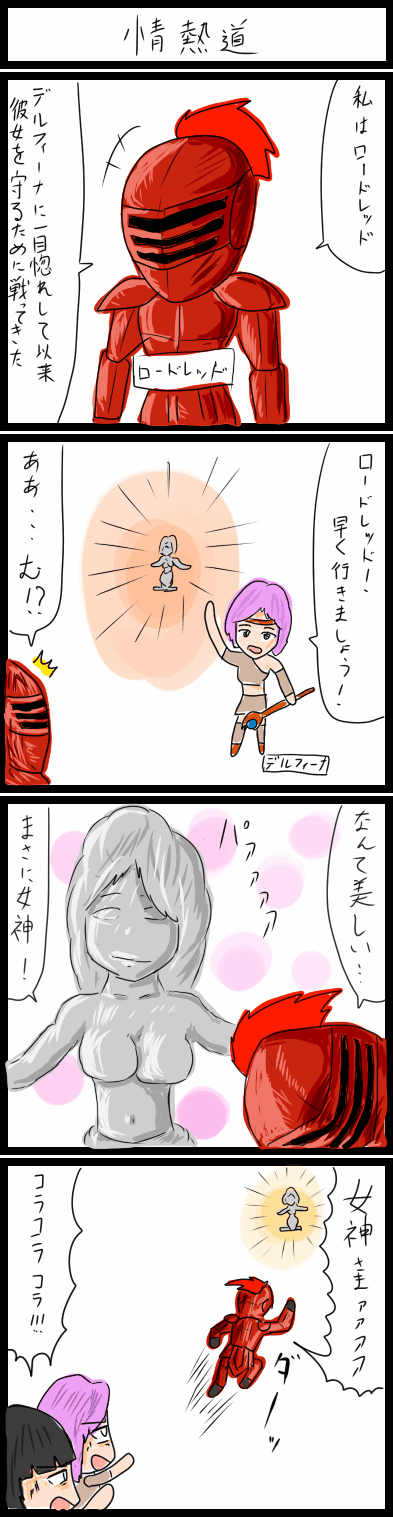 情熱道
私はロードレッド
デルフィーナに一目惚れして以来
彼女を守るために戦ってきた
ロードレッド
ロードレッド!
早く行きましょう!
ああ...む!?
デルフィーナ
なんて美しい...
パァァァァ
まさに女神!
女神さまァァァァ
ダーッ
コラコラコラ!!!